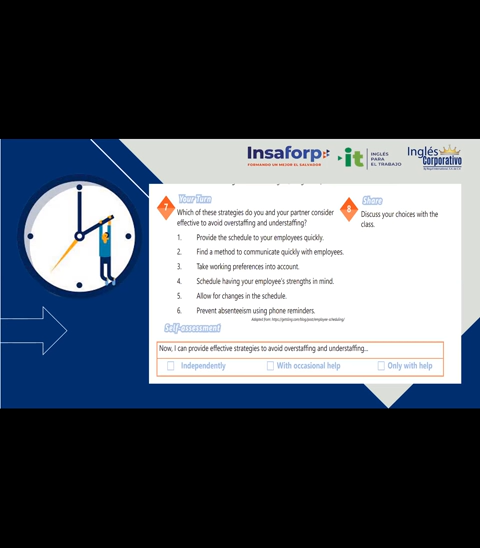 Insaforp
FORMANDO UN MEJOR EL SALVADOR
it
INGLÉS
PARA
EL TRABAJO
Inglés
Corporativo
7
Your Turn
Which of these strategies do you and your partner consider
effective to avoid overstaffing and understaffing?
1. Provide the schedule to your employees quickly.
2. Find a method to communicate quickly with employees.
3. Take working preferences into account.
4. Schedule having your employee's strengths in mind.
5. Allow for changes in the schedule.
6. Prevent absenteeism using phone reminders.
8
Share
Discuss your choices with the
class.
Self-assessment
Now, I can provide effective strategies to avoid overstaffing and understaffing...
Independently
With occasional help
Only with help